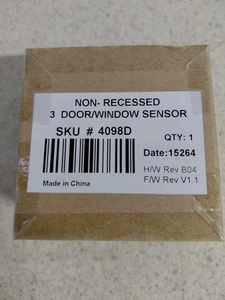 NON- RECESSED
3 DOOR/WINDOW SENSOR
SKU # 4098D
QTY: 1
Date:15264
H/W Rev B04
F/W Rev V1.1
Made in China